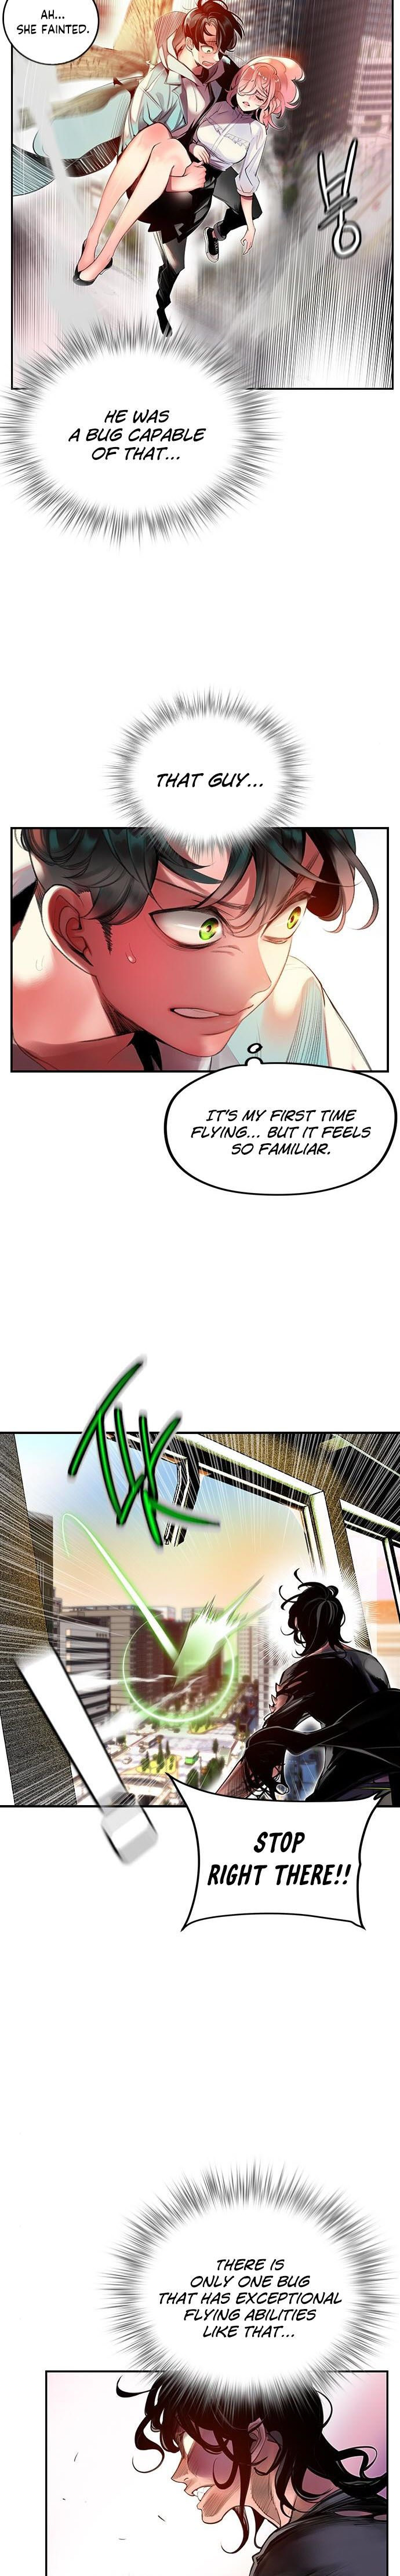 AH...
SHE FAINTED.
HE WAS
A BUG CAPABLE
OF THAT...
THAT GUY...
IT'S MY FIRST TIME
FLYING... BUT IT FEELS
SO FAMILIAR.
STOP
RIGHT THERE!!
THERE IS
ONLY ONE BUG
THAT HAS EXCEPTIONAL
FLYING ABILITIES
LIKE THAT...